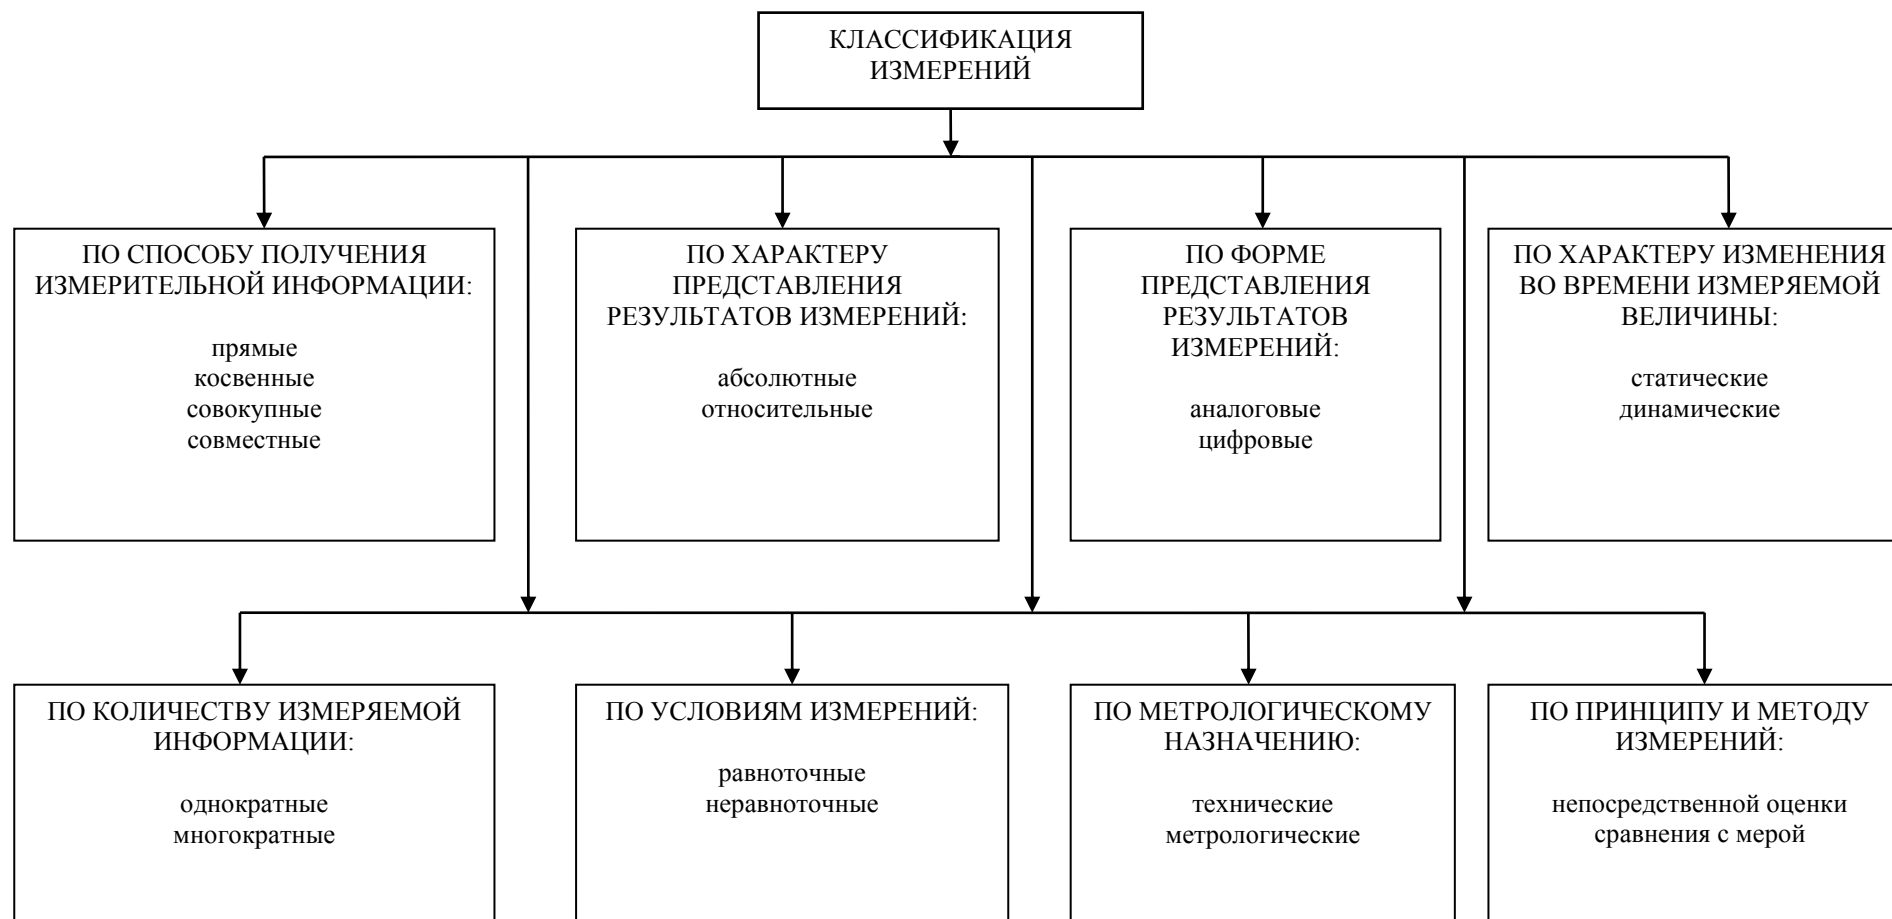 КЛАССИФИКАЦИЯ
ИЗМЕРЕНИЙ
ПО СПОСОБУ ПОЛУЧЕНИЯ
ИЗМЕРИТЕЛЬНОЙ ИНФОРМАЦИИ:
прямые
косвенные
совокупные
совместные
ПО ХАРАКТЕРУ
ПРЕДСТАВЛЕНИЯ
РЕЗУЛЬТАТОВ ИЗМЕРЕНИЙ:
абсолютные
относительные
ПО ФОРМЕ
ПРЕДСТАВЛЕНИЯ
РЕЗУЛЬТАТОВ
ИЗМЕРЕНИЙ:
аналоговые
цифровые
ПО ХАРАКТЕРУ ИЗМЕНЕНИЯ
ВО ВРЕМЕНИ ИЗМЕРЯЕМОЙ
ВЕЛИЧИНЫ:
статические
динамические
ПО КОЛИЧЕСТВУ ИЗМЕРЯЕМОЙ
ИНФОРМАЦИИ:
однократные
многократные
ПО УСЛОВИЯМ ИЗМЕРЕНИЙ:
равноточные
неравноточные
ПО МЕТРОЛОГИЧЕСКОМУ
НАЗНАЧЕНИЮ:
технические
метрологические
ПО ПРИНЦИПУ И МЕТОДУ
ИЗМЕРЕНИЙ:
непосредственной оценки
сравнения с мерой